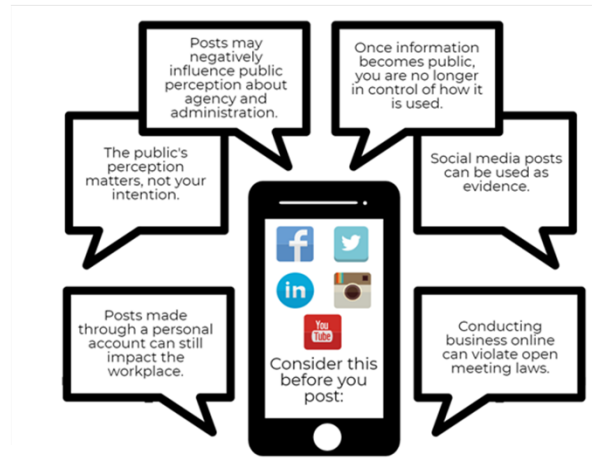 Posts may
negatively
influence public
perception about
agency and
administration.
Once information
becomes public,
you are no longer
in control of how it
is used.
The public's
perception
matters, not your
intention.
Social media posts
can be used as
evidence.
Posts made
through a personal
account can still
impact the
workplace.
Conducting
business online
can violate open
meeting laws.
f
in
You
Tube
Consider this
before you
post: